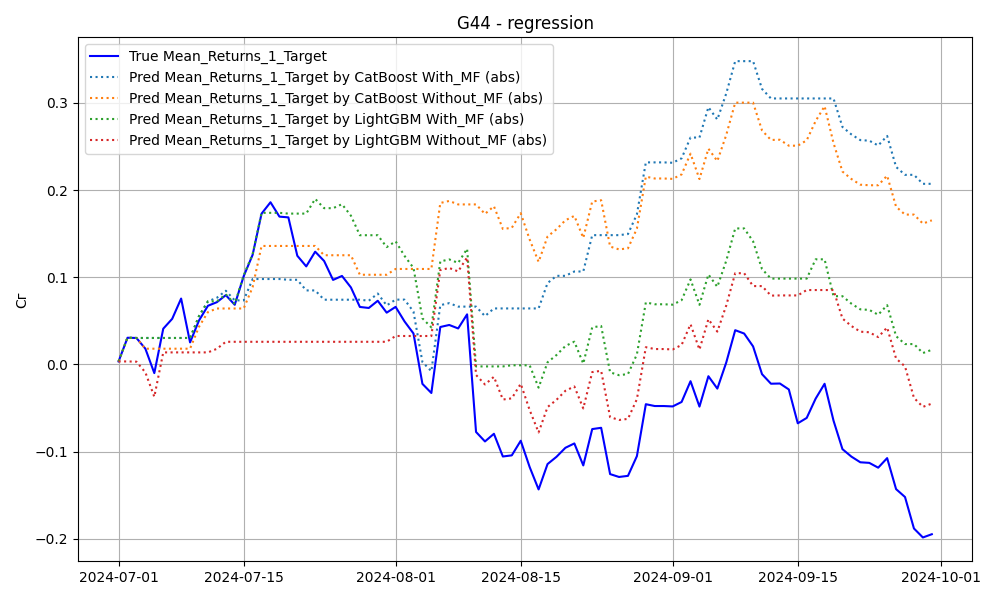 G44 - regression
True Mean_Returns_1_Target
Pred Mean_Returns_1_Target by CatBoost With_MF (abs)
Pred Mean_Returns_1_Target by CatBoost Without_MF (abs)
Pred Mean_Returns_1_Target by LightGBM With_MF (abs)
Pred Mean_Returns_1_Target by LightGBM Without_MF (abs)
Cr
0.3
0.2
0.1
0.0
−0.1
−0.2
2024-07-01
2024-07-15
2024-08-01
2024-08-15
2024-09-01
2024-09-15
2024-10-01